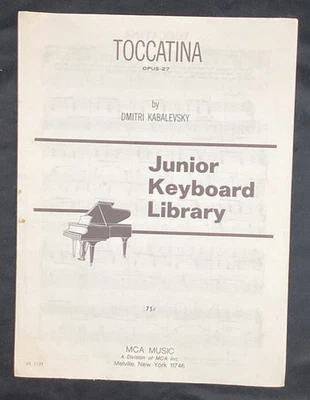 TOCCATINA
OPUS-27
by
DMITRI KABALEVSKY
Junior
Keyboard
Library
75¢
MCA MUSIC
A Division of MCA Inc.
Melville, New York 11746